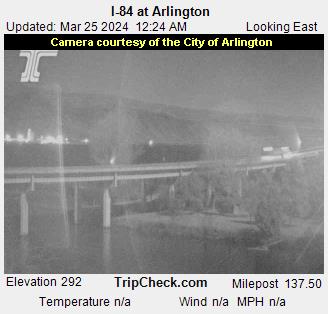 I-84 at Arlington
Updated: Mar 25 2024 12:24 AM Looking East
Camera courtesy of the City of Arlington
Elevation 292 TripCheck.com Milepost 137.50
Temperature n/a Wind n/a MPH n/a